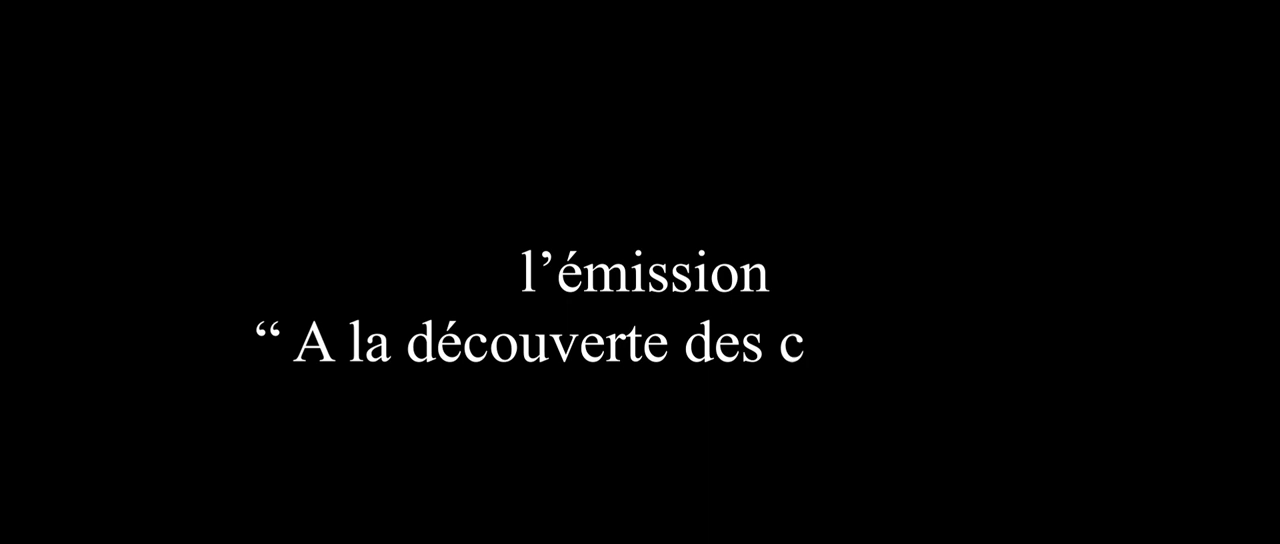 l’émission
“ A la découverte des c